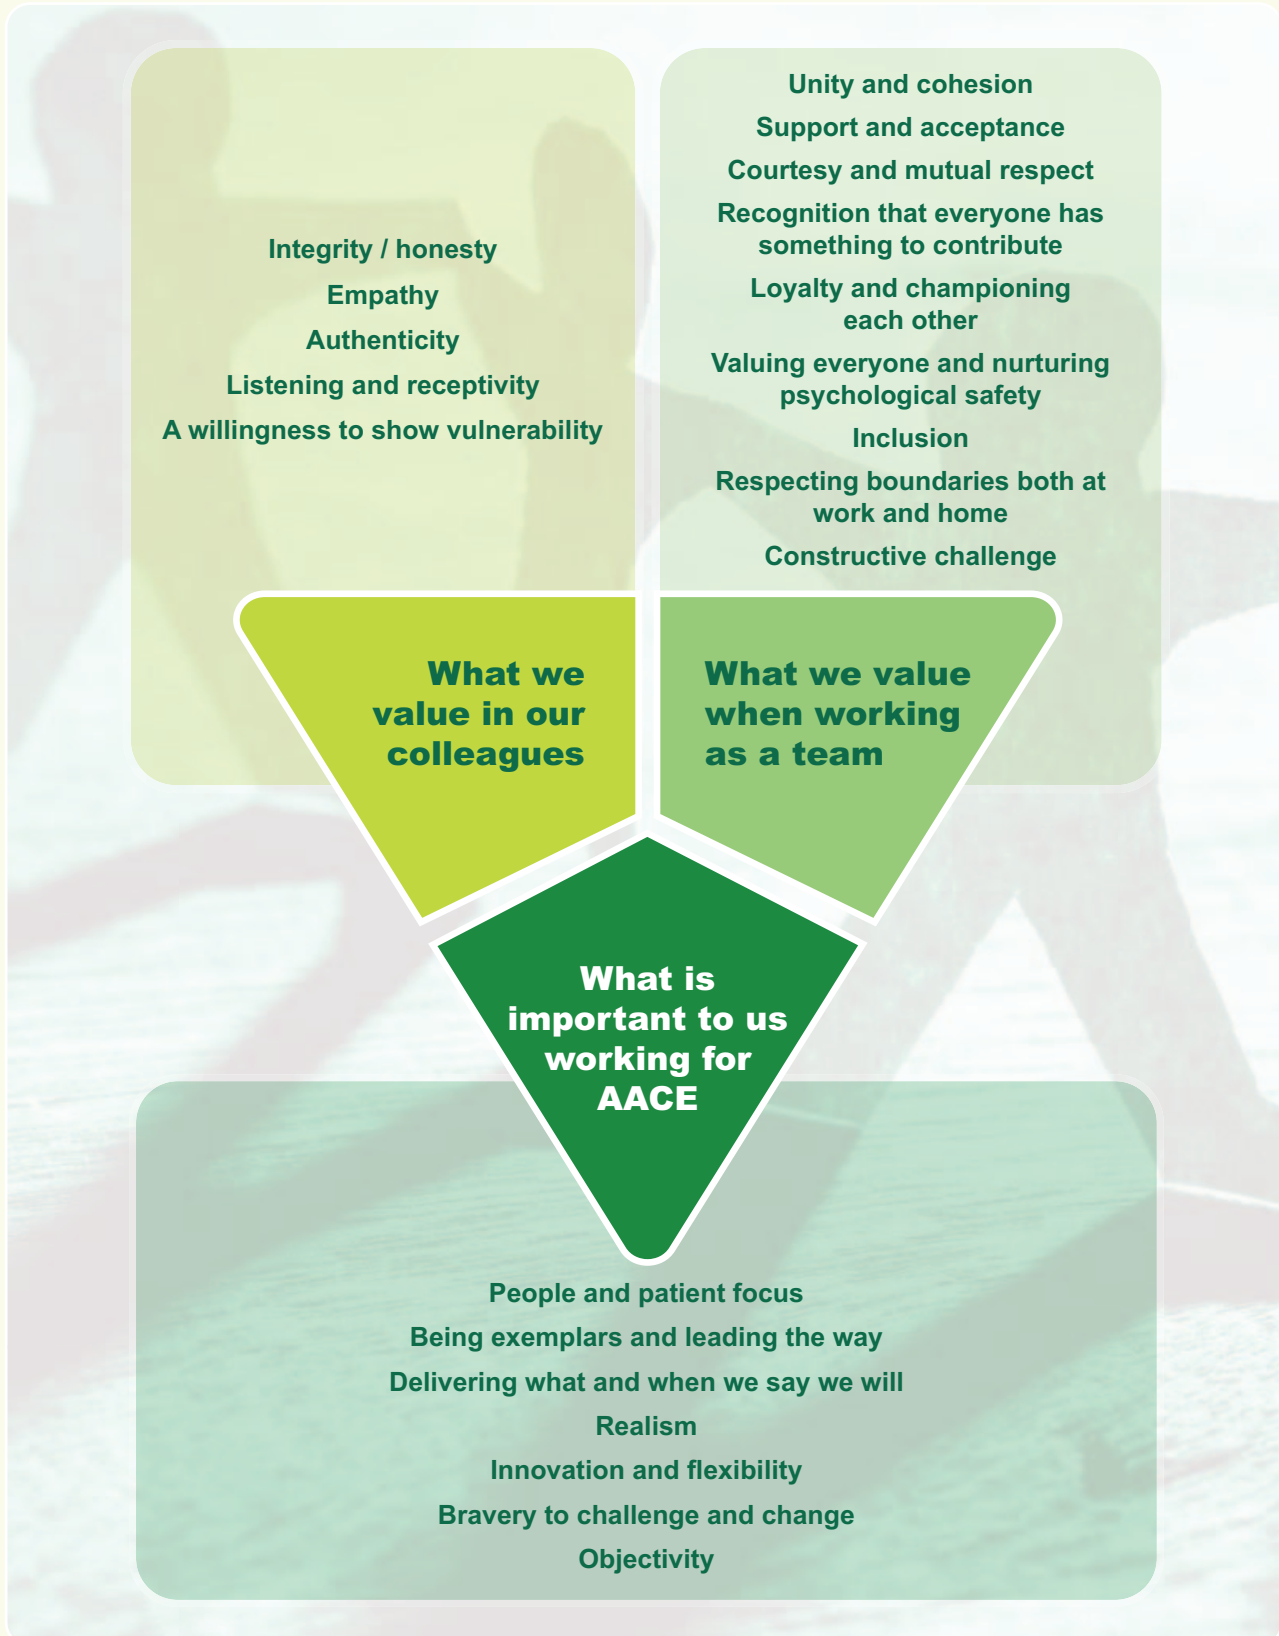 Integrity / honesty
Empathy
Authenticity
Listening and receptivity
A willingness to show vulnerability
What we
value in our
colleagues
Unity and cohesion
Support and acceptance
Courtesy and mutual respect
Recognition that everyone has
something to contribute
Loyalty and championing
each other
Valuing everyone and nurturing
psychological safety
Inclusion
Respecting boundaries both at
work and home
Constructive challenge
What we value
when working
as a team
What is
important to us
working for
AACE
People and patient focus
Being exemplars and leading the way
Delivering what and when we say we will
Realism
Innovation and flexibility
Bravery to challenge and change
Objectivity